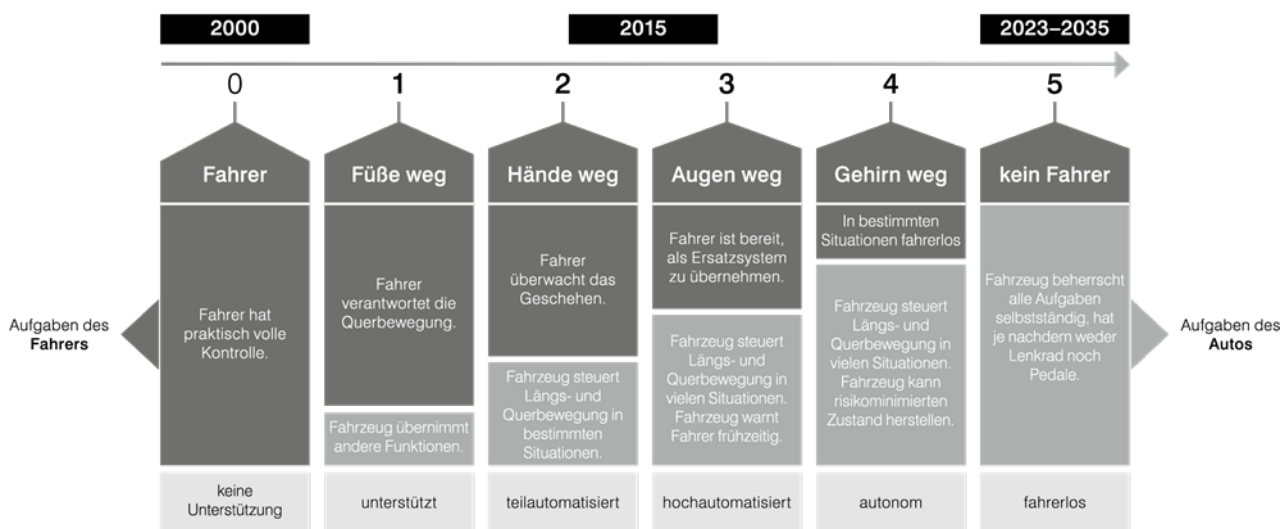 2000
2015
2023–2035
0
1
2
3
4
5
Fahrer
Füße weg
Hände weg
Augen weg
Gehirn weg
kein Fahrer
Aufgaben des
Fahrers
Fahrer hat
praktisch volle
Kontrolle.
Fahrer
verantwortet die
Querbewegung.
Fahrzeug übernimmt
andere Funktionen.
Fahrer
überwacht das
Geschehen.
Fahrzeug steuert
Längs- und
Querbewegung in
bestimmten
Situationen.
Fahrer ist bereit,
als Ersatzsystem
zu übernehmen.
Fahrzeug steuert
Längs- und
Querbewegung in
vielen Situationen.
Fahrzeug warnt
Fahrer frühzeitig.
In bestimmten
Situationen fahrerlos
Fahrzeug steuert
Längs- und
Querbewegung in
vielen Situationen.
Fahrzeug kann
risikominimierten
Zustand herstellen.
Fahrzeug beherrscht
alle Aufgaben
selbstständig, hat
je nachdem weder
Lenkrad noch
Pedale.
Aufgaben des
Autos
keine
Unterstützung
unterstützt
teilautomatisiert
hochautomatisiert
autonom
fahrerlos